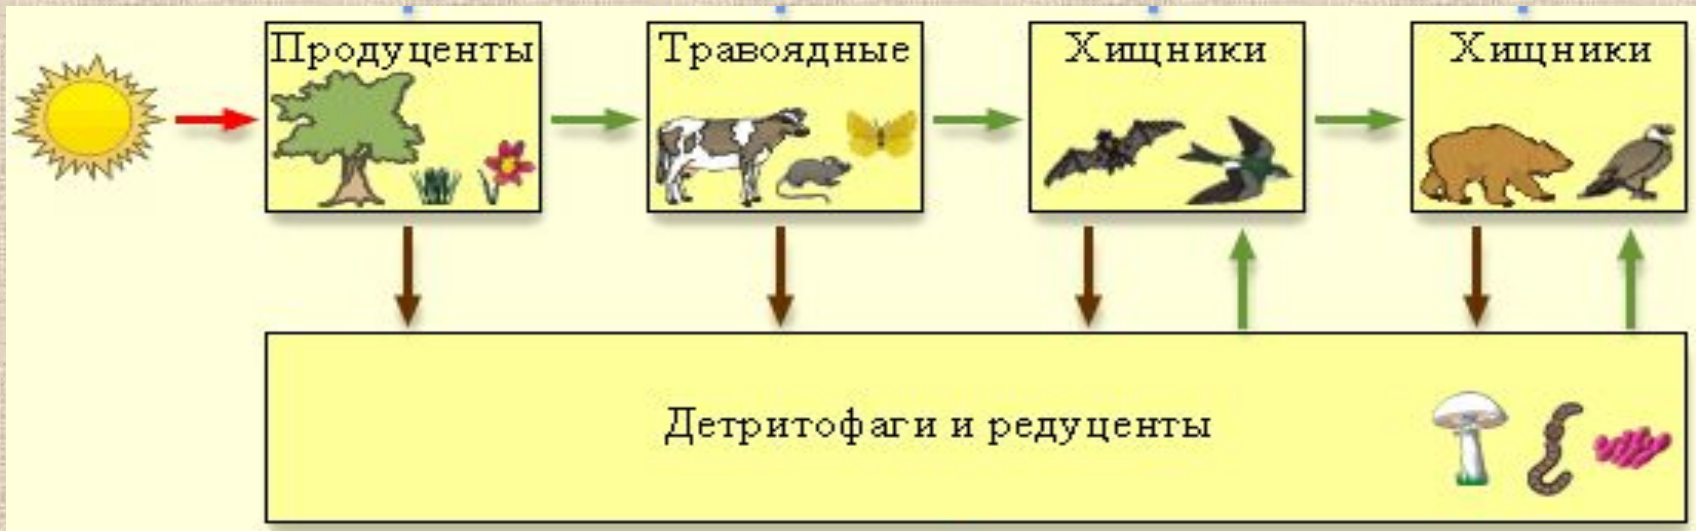 Продуценты
Травоядные
Хищники
Хищники
Детритофаги и редуценты